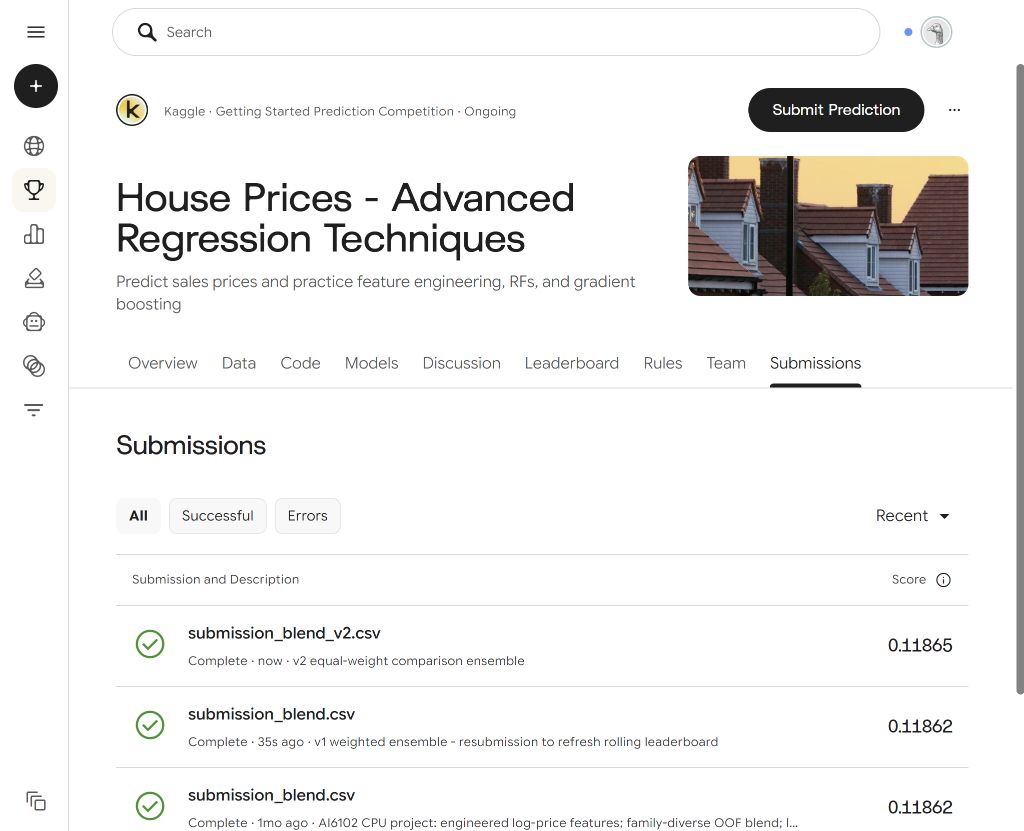 Search
k
Kaggle · Getting Started Prediction Competition · Ongoing
Submit Prediction
House Prices - Advanced
Regression Techniques
Predict sales prices and practice feature engineering, RFs, and gradient
boosting
Overview Data Code Models Discussion Leaderboard Rules Team Submissions
Submissions
All Successful Errors Recent
Submission and Description Score
submission_blend_v2.csv
Complete · now · v2 equal-weight comparison ensemble
0.11865
submission_blend.csv
Complete · 35s ago · v1 weighted ensemble - resubmission to refresh rolling leaderboard
0.11862
submission_blend.csv
Complete · 1mo ago · AI6102 CPU project: engineered log-price features; family-diverse OOF blend; l...
0.11862